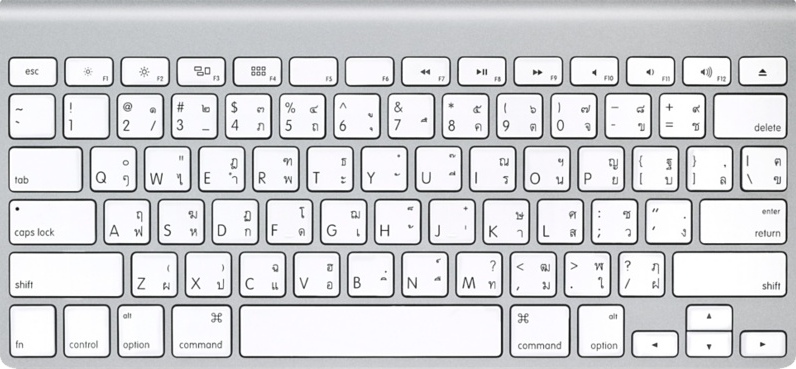 esc F1 F2 F3 F4 F5 F6 F7 F8 F9 F10 F11 F12
~ ! @ ๑ # ๒ $ ๓ % ๔ ^ ู & * ๕ ( ๖ ) ๗ - ๘ + ๙
` 1 2 / 3 _ 4 ภ 5 ถ 6 ุ 7 ึ 8 ค 9 ต 0 จ - ข = ช delete
๐ " ฎ ฑ ธ ํ ๊ ณ ฯ ญ { ฐ } , | ฅ
tab Q ๆ W ไ E ำ R พ T ะ Y ั U ี I ร O น P ย [ บ ] ล \ ฃ
ฤ ฆ ฏ โ ฌ ็ ๋ ษ ศ : ซ " . enter
caps lock A ฟ S ห D ก F ด G เ H ้ J ่ K า L ส ; ว ' ง return
( ) ฉ ฮ ฺ ์ ? < ฒ > ฬ ? ฦ
shift Z ผ X ป C แ V อ B ิ N ื M ท , ม . ใ / ฝ shift
alt ⌘ ⌘ alt
fn control option command command option